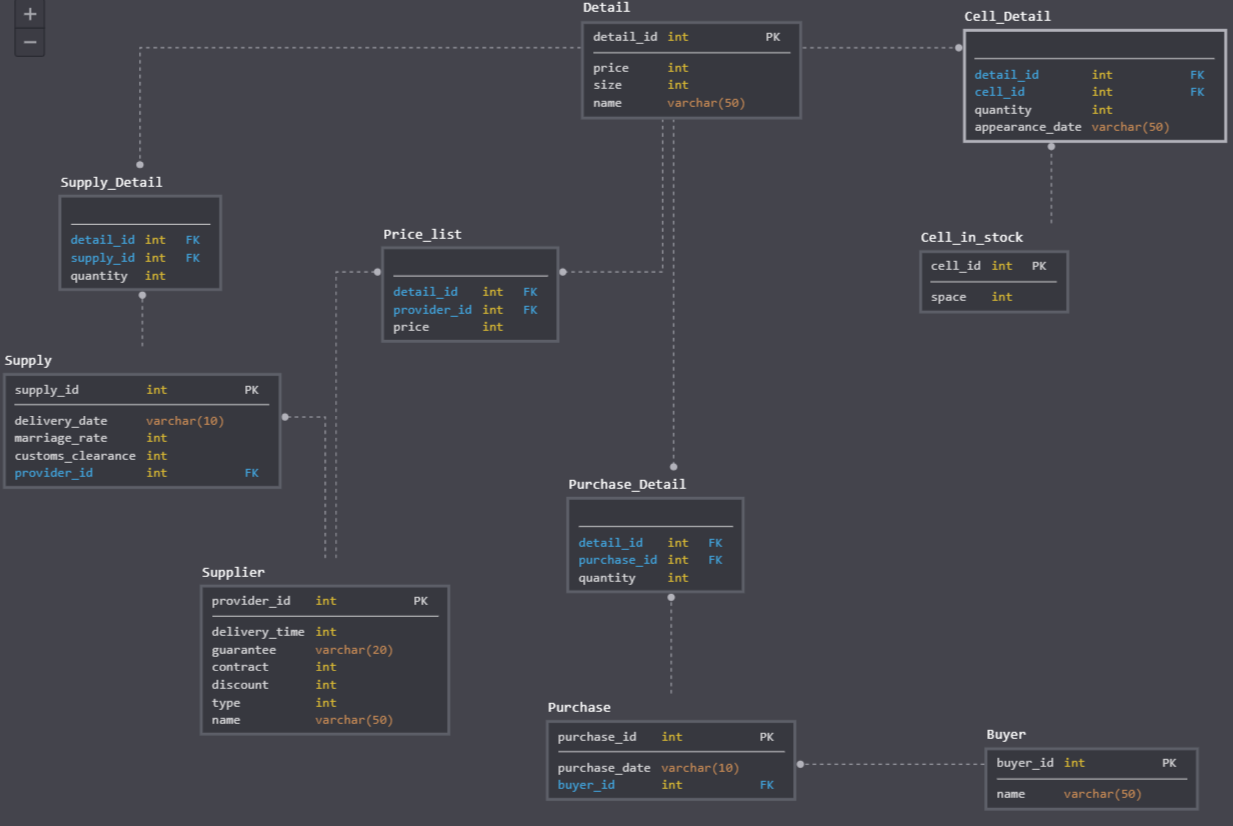 +
−
Detail
detail_id int PK
price int
size int
name varchar(50)
Cell_Detail
detail_id int FK
cell_id int FK
quantity int
appearance_date varchar(50)
Supply_Detail
detail_id int FK
supply_id int FK
quantity int
Price_list
detail_id int FK
provider_id int FK
price int
Cell_in_stock
cell_id int PK
space int
Supply
supply_id int PK
delivery_date varchar(10)
marriage_rate int
customs_clearance int
provider_id int FK
Purchase_Detail
detail_id int FK
purchase_id int FK
quantity int
Supplier
provider_id int PK
delivery_time int
guarantee varchar(20)
contract int
discount int
type int
name varchar(50)
Purchase
purchase_id int PK
purchase_date varchar(10)
buyer_id int FK
Buyer
buyer_id int PK
name varchar(50)